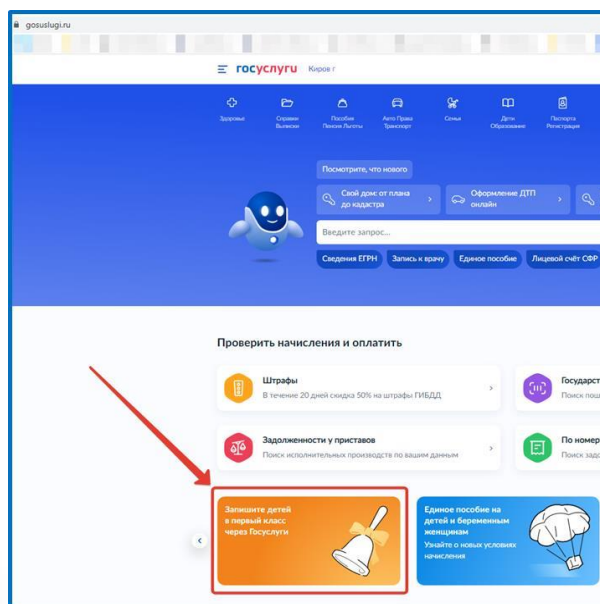 gosuslugi.ru
госуслуги Киров г
Здоровье
Справки
Выписки
Пособия
Пенсия Льготы
Авто Права
Транспорт
Семья
Дети
Образование
Паспорта
Регистрация
Посмотрите, что нового
Свой дом: от плана
до кадастра
Оформление ДТП
онлайн
Введите запрос...
Сведения ЕГРН Запись к врачу Единое пособие Лицевой счёт СФР
Проверить начисления и оплатить
Штрафы
В течение 20 дней скидка 50% на штрафы ГИБДД
Государст
Поиск пош
Задолженности у приставов
Поиск исполнительных производств по вашим данным
По номер
Поиск задо
Запишите детей
в первый класс
через Госуслуги
Единое пособие на
детей и беременным
женщинам
Узнайте о новых условиях
начисления